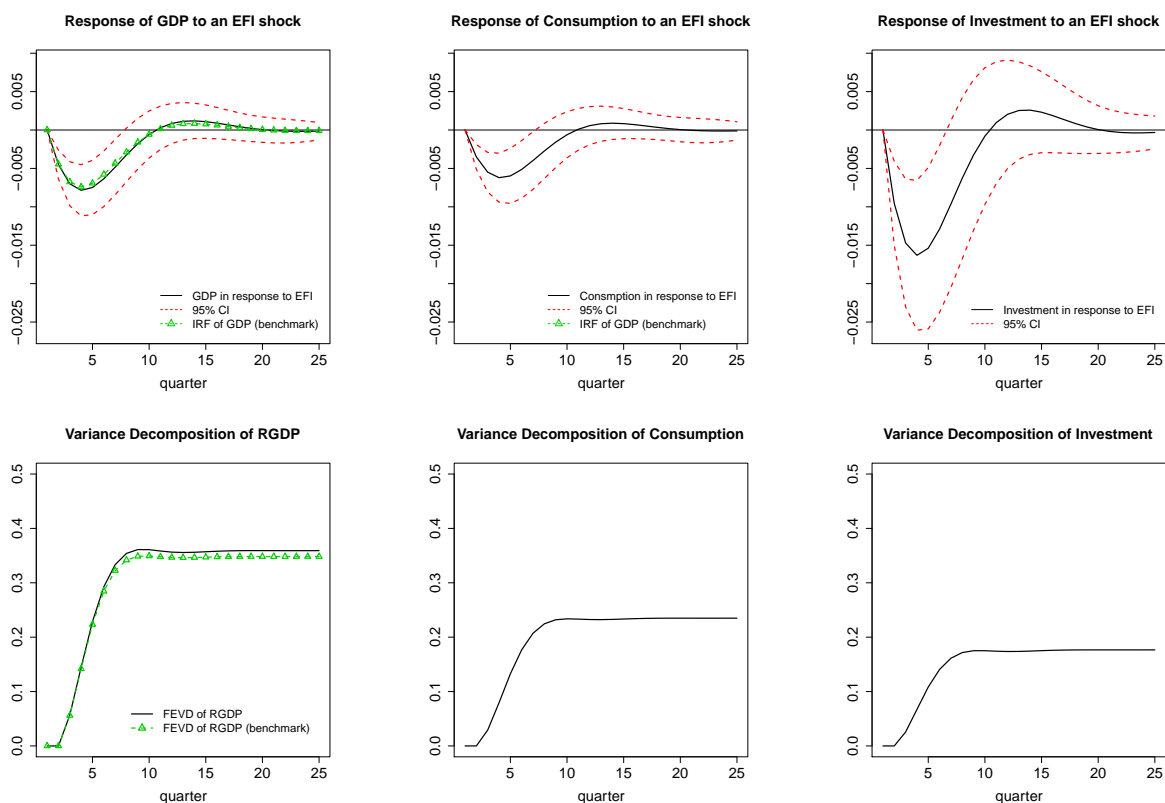 Response of GDP to an EFI shock
0.005
−0.005
−0.015
−0.025
GDP in response to EFI
95% CI
IRF of GDP (benchmark)
5 10 15 20 25
quarter
Response of Consumption to an EFI shock
0.005
−0.005
−0.015
−0.025
Consmption in response to EFI
95% CI
IRF of GDP (benchmark)
5 10 15 20 25
quarter
Response of Investment to an EFI shock
0.005
−0.005
−0.015
−0.025
Investment in response to EFI
95% CI
5 10 15 20 25
quarter
Variance Decomposition of RGDP
0.5
0.4
0.3
0.2
0.1
0.0
FEVD of RGDP
FEVD of RGDP (benchmark)
5 10 15 20 25
quarter
Variance Decomposition of Consumption
0.5
0.4
0.3
0.2
0.1
0.0
5 10 15 20 25
quarter
Variance Decomposition of Investment
0.5
0.4
0.3
0.2
0.1
0.0
5 10 15 20 25
quarter